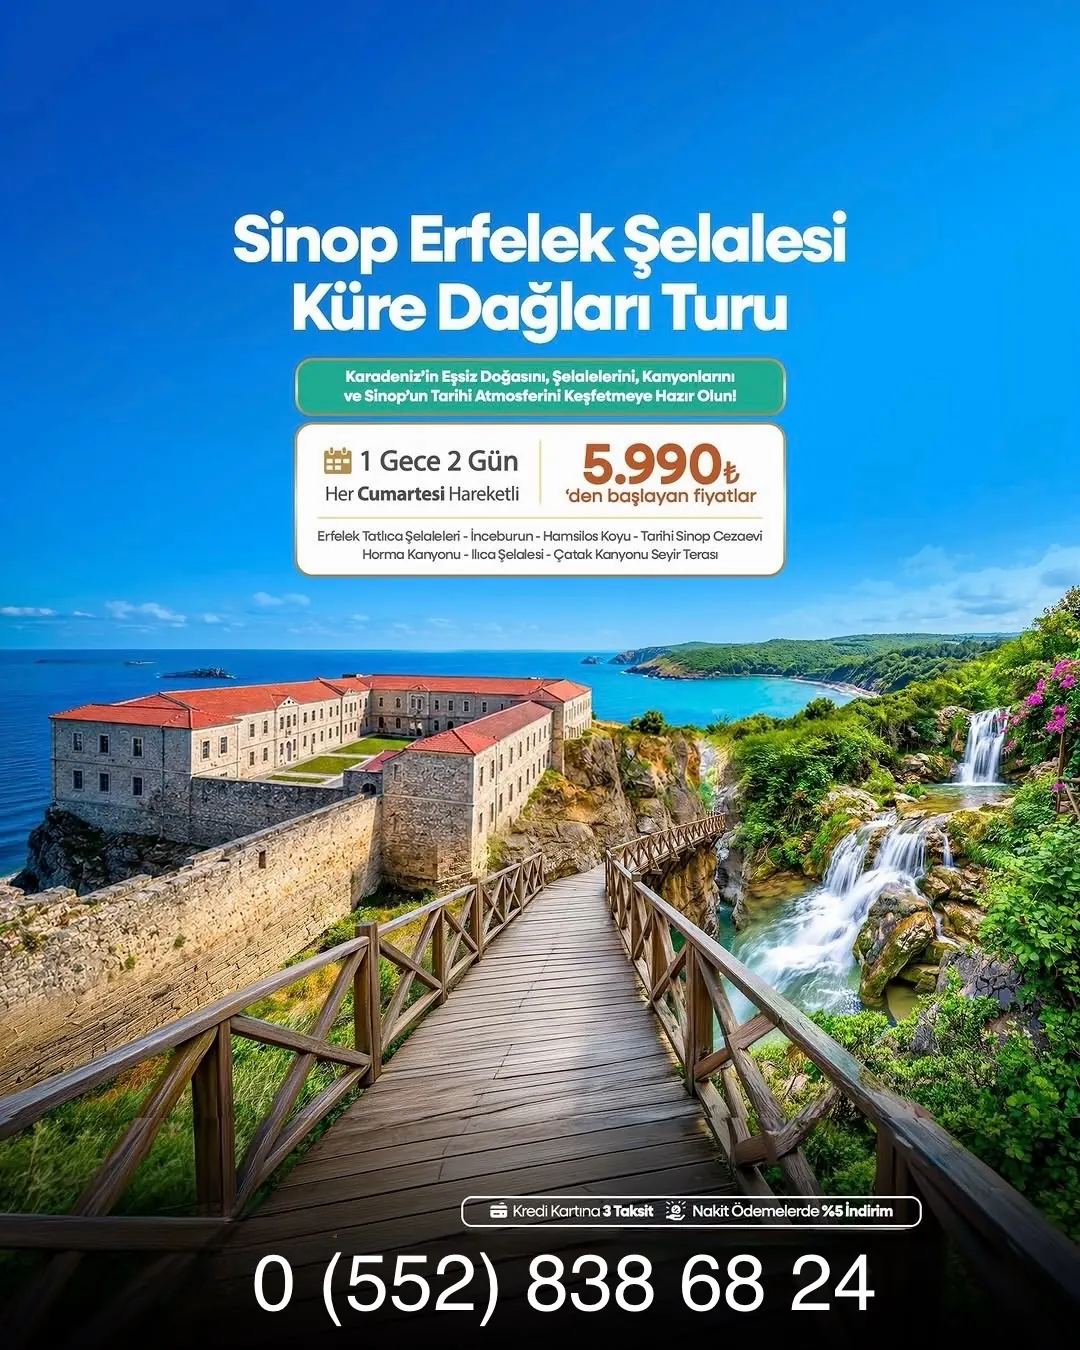 Sinop Erfelek Şelalesi
Küre Dağları Turu
Karadeniz'in Eşsiz Doğasını, Şelalelerini, Kanyonlarını
ve Sinop'un Tarihi Atmosferini Keşfetmeye Hazır Olun!
1 Gece 2 Gün
Her Cumartesi Hareketli
5.990₺
'den başlayan fiyatlar
Erfelek Tatlıca Şelaleleri - İnceburun - Hamsilos Koyu - Tarihi Sinop Cezaevi
Horma Kanyonu - Ilıca Şelalesi - Çatak Kanyonu Seyir Terası
Kredi Kartına 3 Taksit Nakit Ödemelerde %5 İndirim
0 (552) 838 68 24